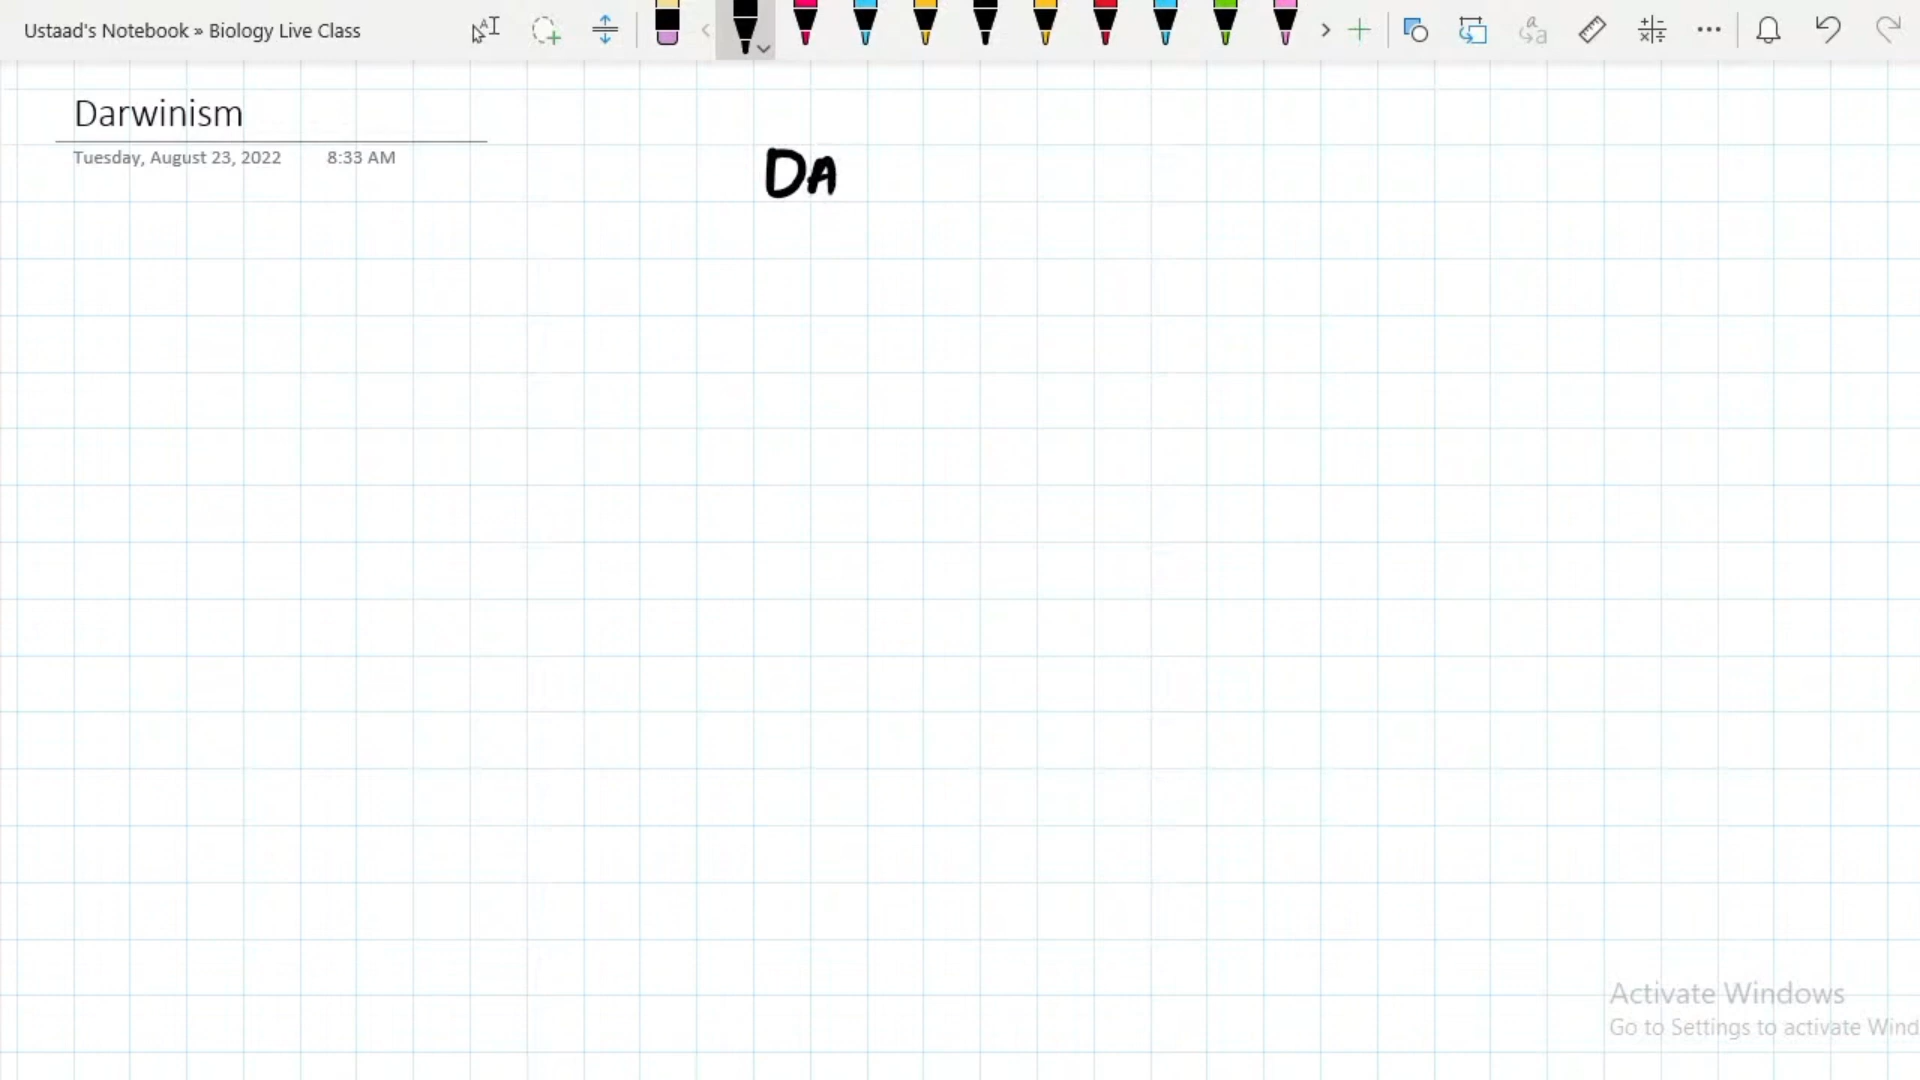 Ustaad's Notebook » Biology Live Class
Darwinism
Tuesday, August 23, 2022 8:33 AM
DA
Activate Windows
Go to Settings to activate Wind